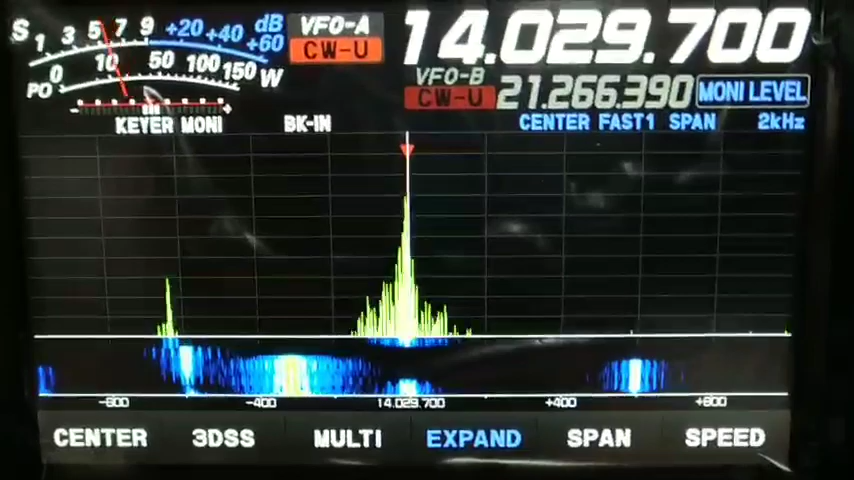 S 1 3 5 7 9 +20 +40 +60 dB
PO 0 10 50 100 150 W
- +
VFO-A
CW-U
14.029.700
VFO-B
CW-U
21.266.390
MONI LEVEL
KEYER MONI BK-IN CENTER FAST1 SPAN 2kHz
-400 14.029.700 +400
CENTER 3DSS MULTI EXPAND SPAN SPEED